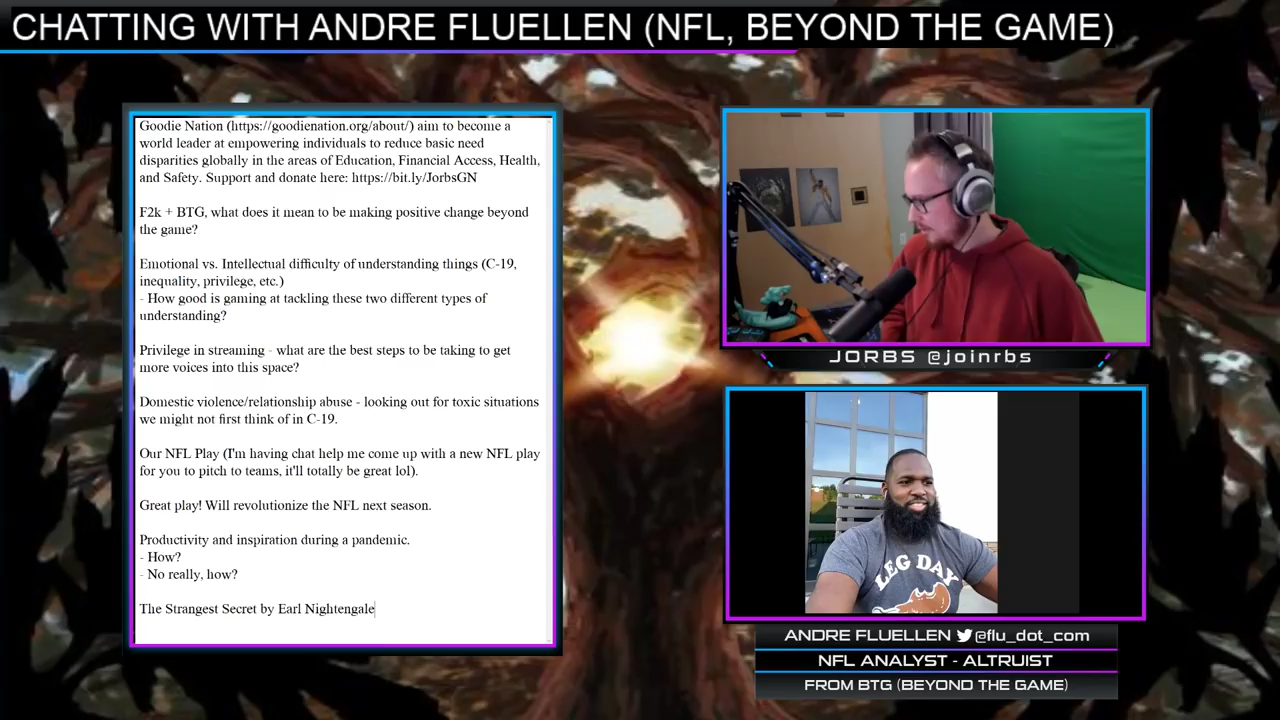 CHATTING WITH ANDRE FLUELLEN (NFL, BEYOND THE GAME)
Goodie Nation (https://goodienation.org/about/) aim to become a
world leader at empowering individuals to reduce basic need
disparities globally in the areas of Education, Financial Access, Health,
and Safety. Support and donate here: https://bit.ly/JorbsGN
F2k + BTG, what does it mean to be making positive change beyond
the game?
Emotional vs. Intellectual difficulty of understanding things (C-19,
inequality, privilege, etc.)
- How good is gaming at tackling these two different types of
understanding?
Privilege in streaming - what are the best steps to be taking to get
more voices into this space?
Domestic violence/relationship abuse - looking out for toxic situations
we might not first think of in C-19.
Our NFL Play (I'm having chat help me come up with a new NFL play
for you to pitch to teams, it'll totally be great lol).
Great play! Will revolutionize the NFL next season.
Productivity and inspiration during a pandemic.
- How?
- No really, how?
The Strangest Secret by Earl Nightengale
JORBS @joinrbs
LEG DAY
ANDRE FLUELLEN @flu_dot_com
NFL ANALYST - ALTRUIST
FROM BTG (BEYOND THE GAME)